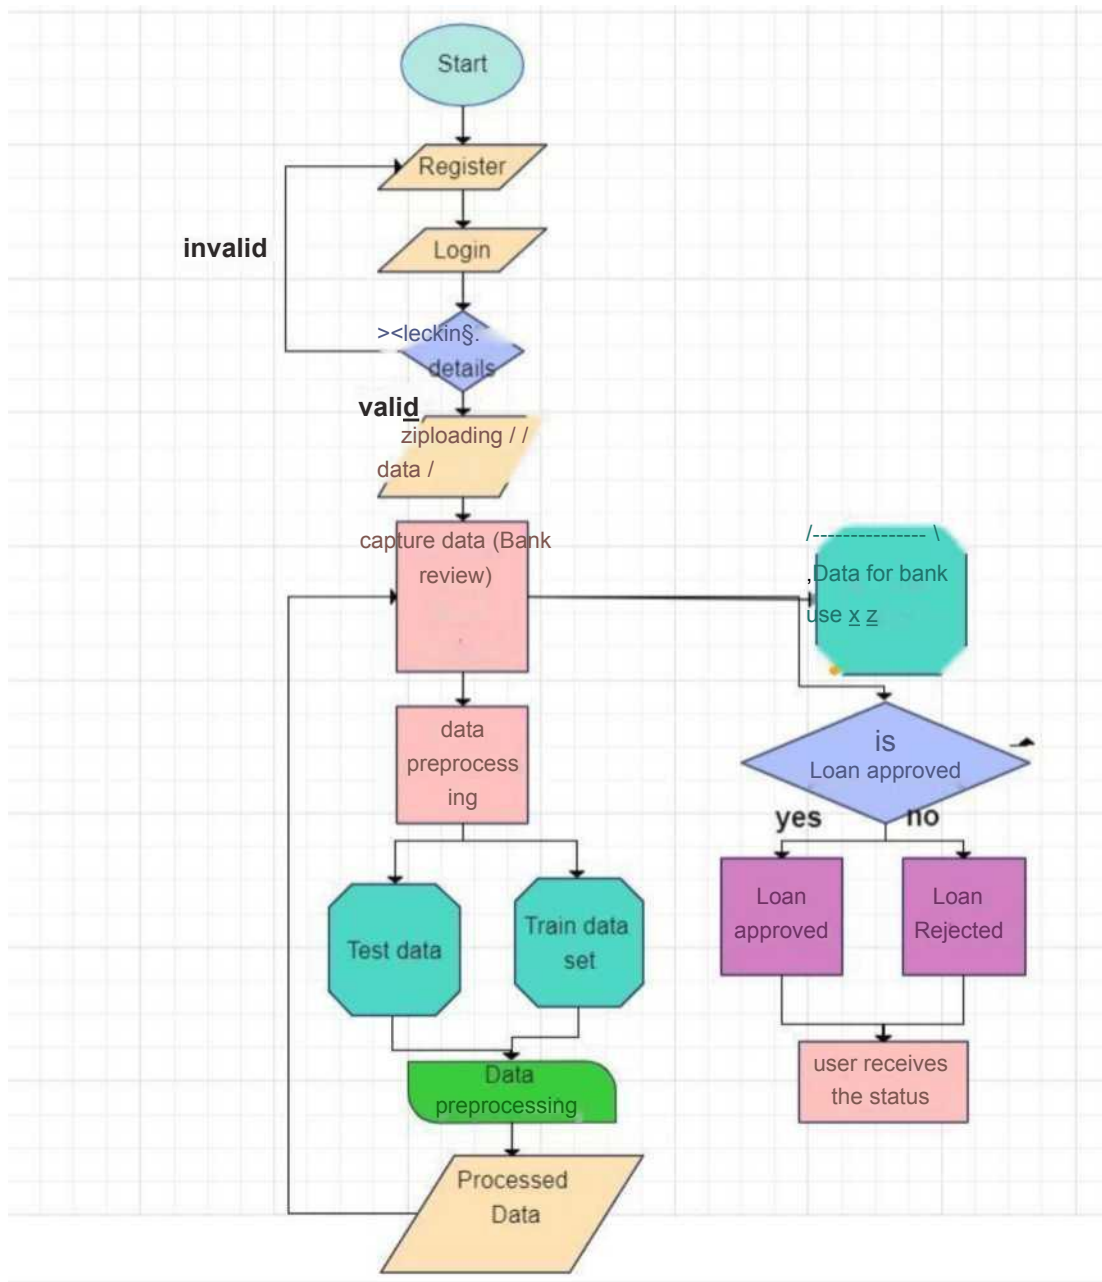 Start
Register
invalid
Login
><leckin§.
details
valid
ziploading / /
data /
capture data (Bank
review)
/--------------- \
,Data for bank
use x z
data
preprocess
ing
is
Loan approved
yes
no
Test data
Train data
set
Loan
approved
Loan
Rejected
Data
preprocessing
user receives
the status
Processed
Data